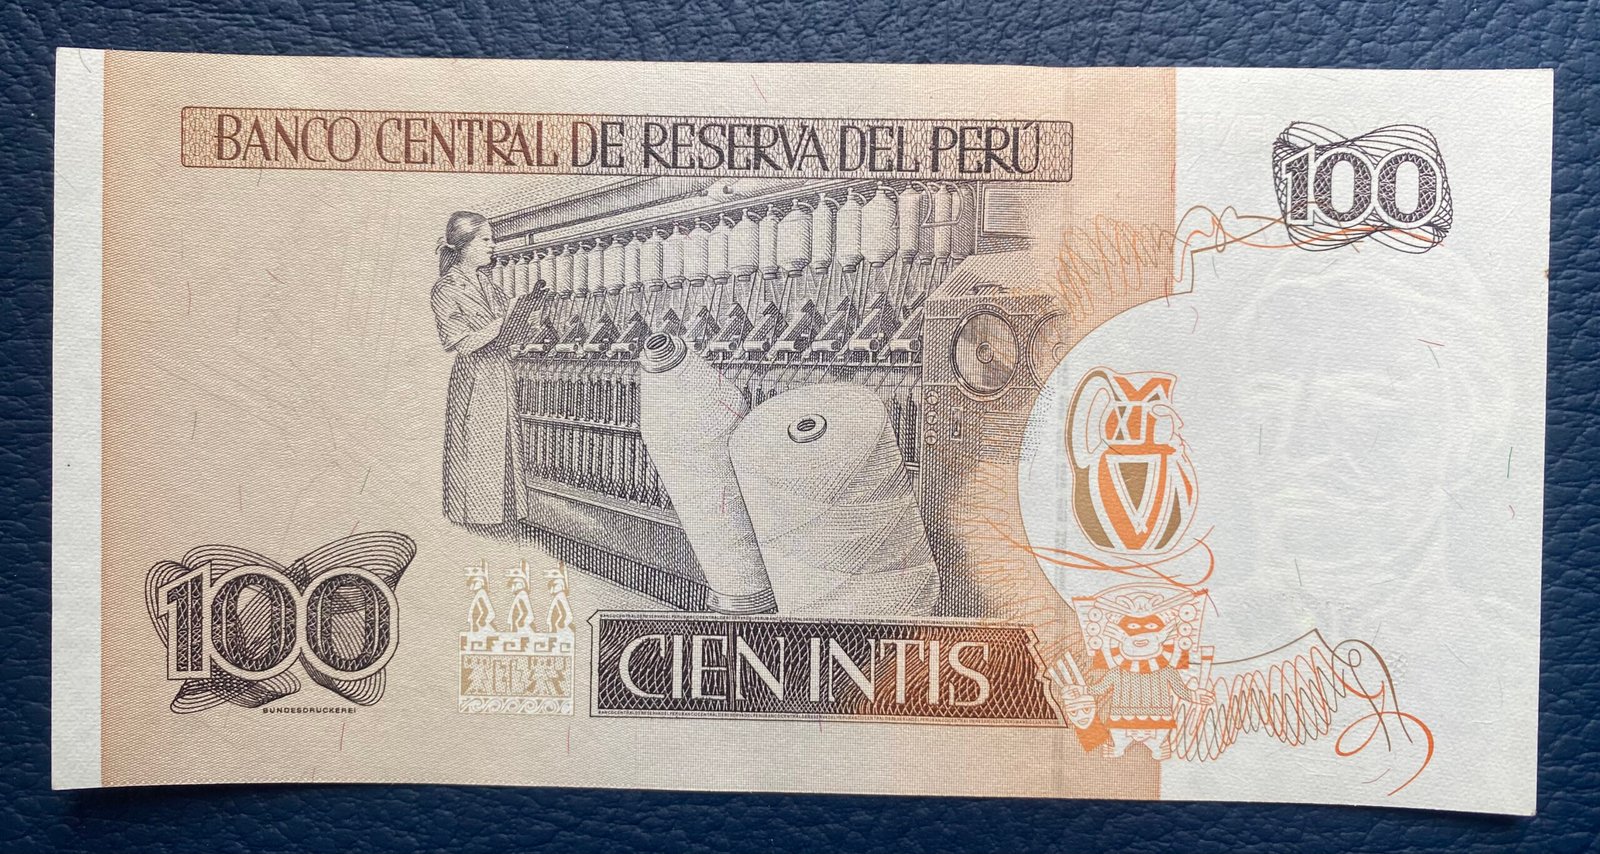 BANCO CENTRAL DE RESERVA DEL PERÚ
100
100
BUNDESDRUCKEREI
CIEN INTIS